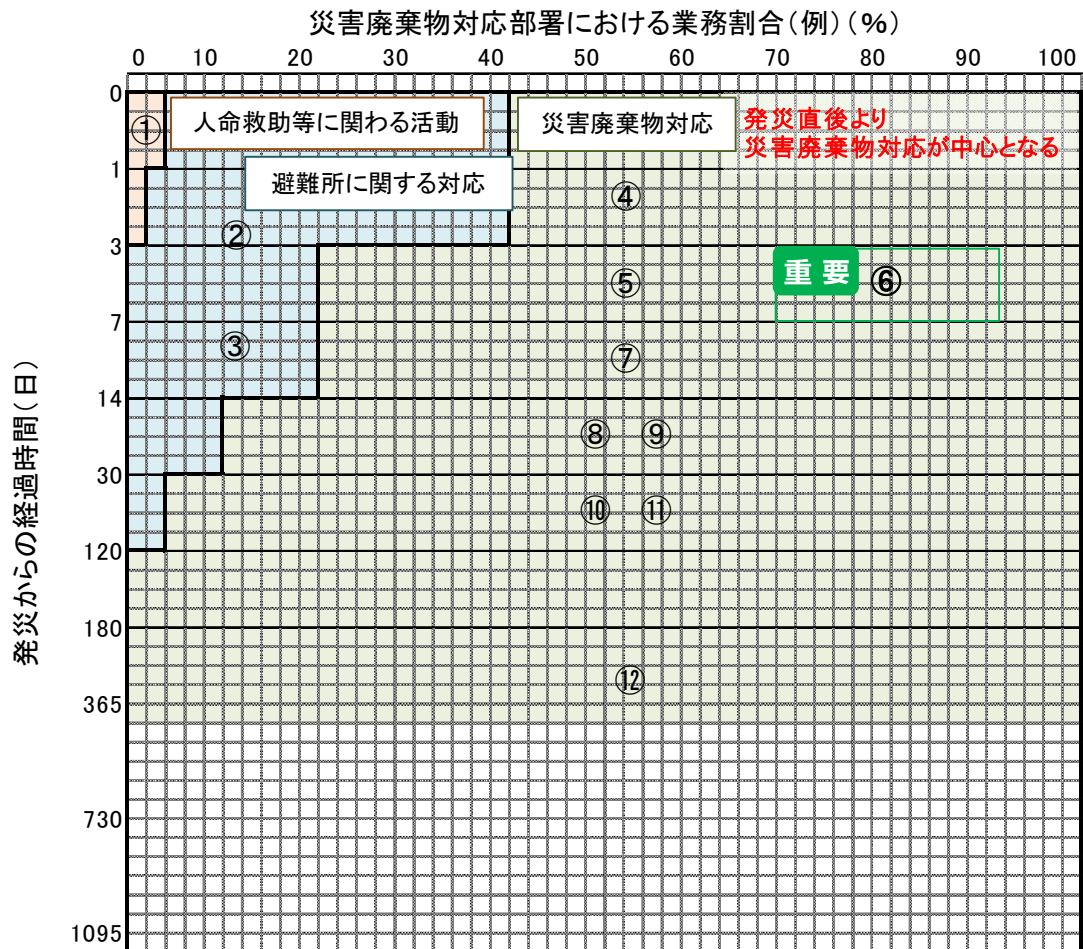 災害廃棄物対応部署における業務割合(例)(%)
0 10 20 30 40 50 60 70 80 90 100
0
① 人命救助等に関わる活動 災害廃棄物対応 発災直後より
災害廃棄物対応が中心となる
1
避難所に関する対応
④
②
3
重要 ⑥
⑤
7
③ ⑦
14
⑧ ⑨
30
⑩ ⑪
120
180
⑫
365
730
1095
発災からの経過時間(日)